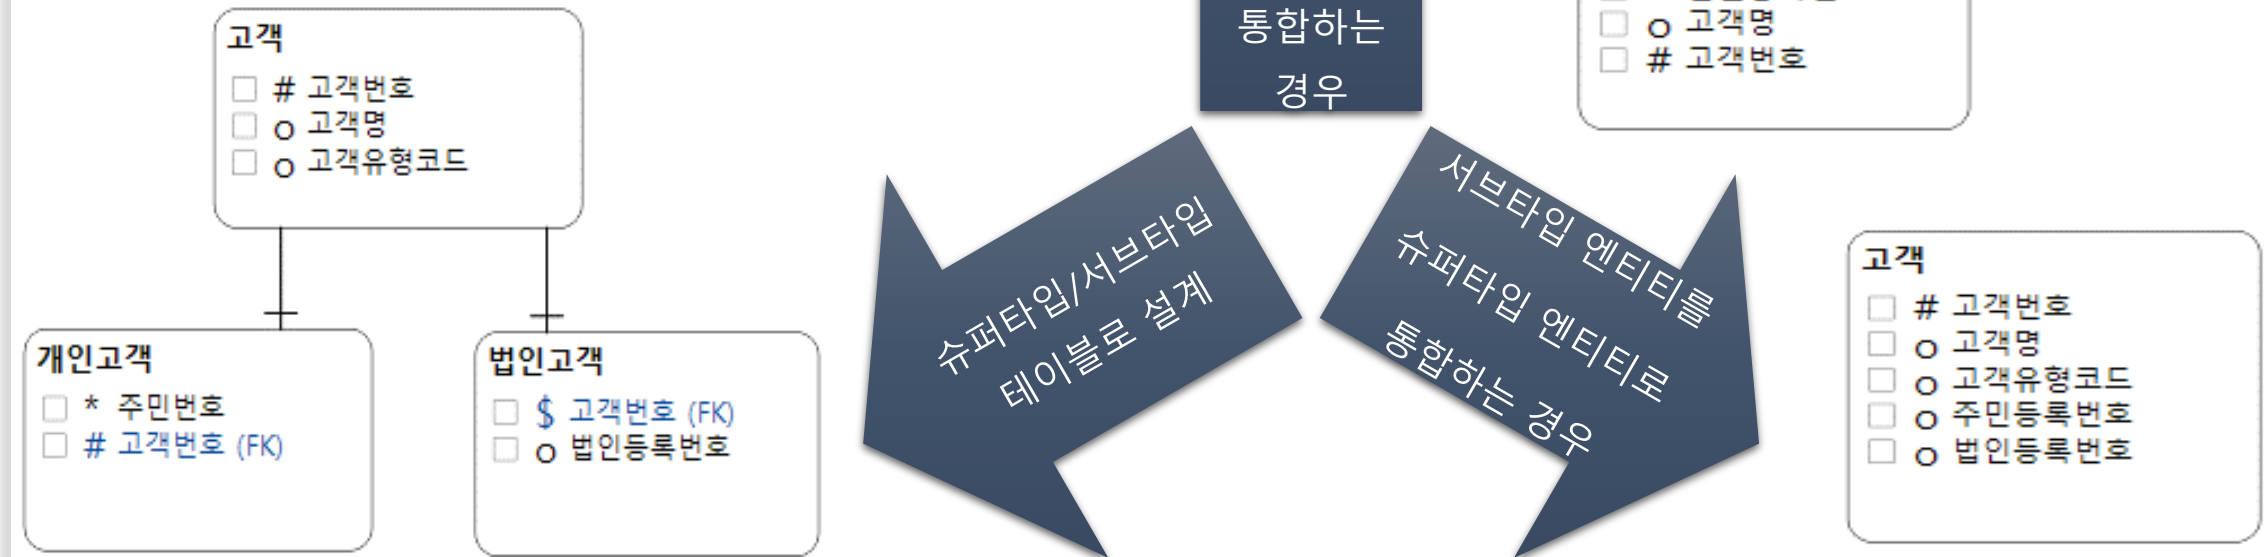 고객
# 고객번호
o 고객명
o 고객유형코드
개인고객
* 주민번호
# 고객번호 (FK)
법인고객
$ 고객번호 (FK)
o 법인등록번호
통합하는
경우
슈퍼타입/서브타입
테이블로 설계
서브타입 엔티티를
슈퍼타입 엔티티로
통합하는 경우
o 고객명
# 고객번호
고객
# 고객번호
o 고객명
o 고객유형코드
o 주민등록번호
o 법인등록번호